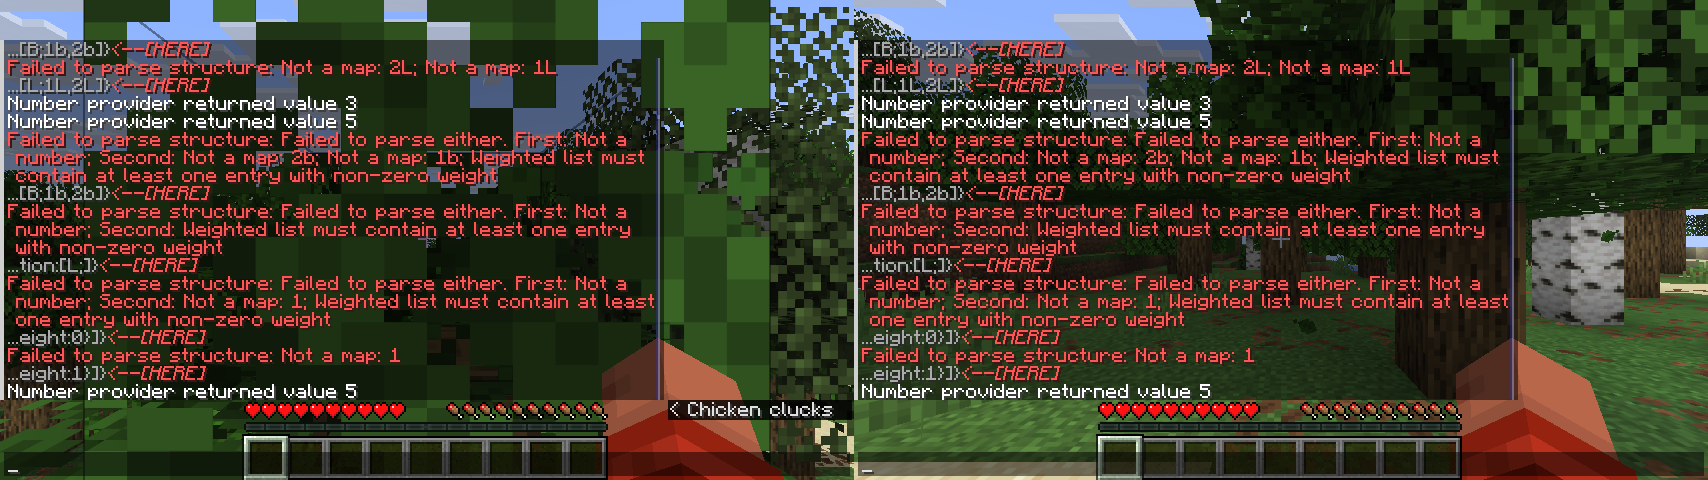 ...[B;1b,2b]}<--[HERE]
Failed to parse structure: Not a map: 2L; Not a map: 1L
...[L;1L,2L]}<--[HERE]
Number provider returned value 3
Number provider returned value 5
Failed to parse structure: Failed to parse either. First: Not a
number; Second: Not a map: 2b; Not a map: 1b; Weighted list must
contain at least one entry with non-zero weight
...[B;1b,2b]}<--[HERE]
Failed to parse structure: Failed to parse either. First: Not a
number; Second: Weighted list must contain at least one entry
with non-zero weight
...tion:[L;]}<--[HERE]
Failed to parse structure: Failed to parse either. First: Not a
number; Second: Not a map: 1; Weighted list must contain at least
one entry with non-zero weight
...eight:0}]}<--[HERE]
Failed to parse structure: Not a map: 1
...eight:1}]}<--[HERE]
Number provider returned value 5
< Chicken clucks
_
...[B;1b,2b]}<--[HERE]
Failed to parse structure: Not a map: 2L; Not a map: 1L
...[L;1L,2L]}<--[HERE]
Number provider returned value 3
Number provider returned value 5
Failed to parse structure: Failed to parse either. First: Not a
number; Second: Not a map: 2b; Not a map: 1b; Weighted list must
contain at least one entry with non-zero weight
...[B;1b,2b]}<--[HERE]
Failed to parse structure: Failed to parse either. First: Not a
number; Second: Weighted list must contain at least one entry
with non-zero weight
...tion:[L;]}<--[HERE]
Failed to parse structure: Failed to parse either. First: Not a
number; Second: Not a map: 1; Weighted list must contain at least
one entry with non-zero weight
...eight:0}]}<--[HERE]
Failed to parse structure: Not a map: 1
...eight:1}]}<--[HERE]
Number provider returned value 5
_